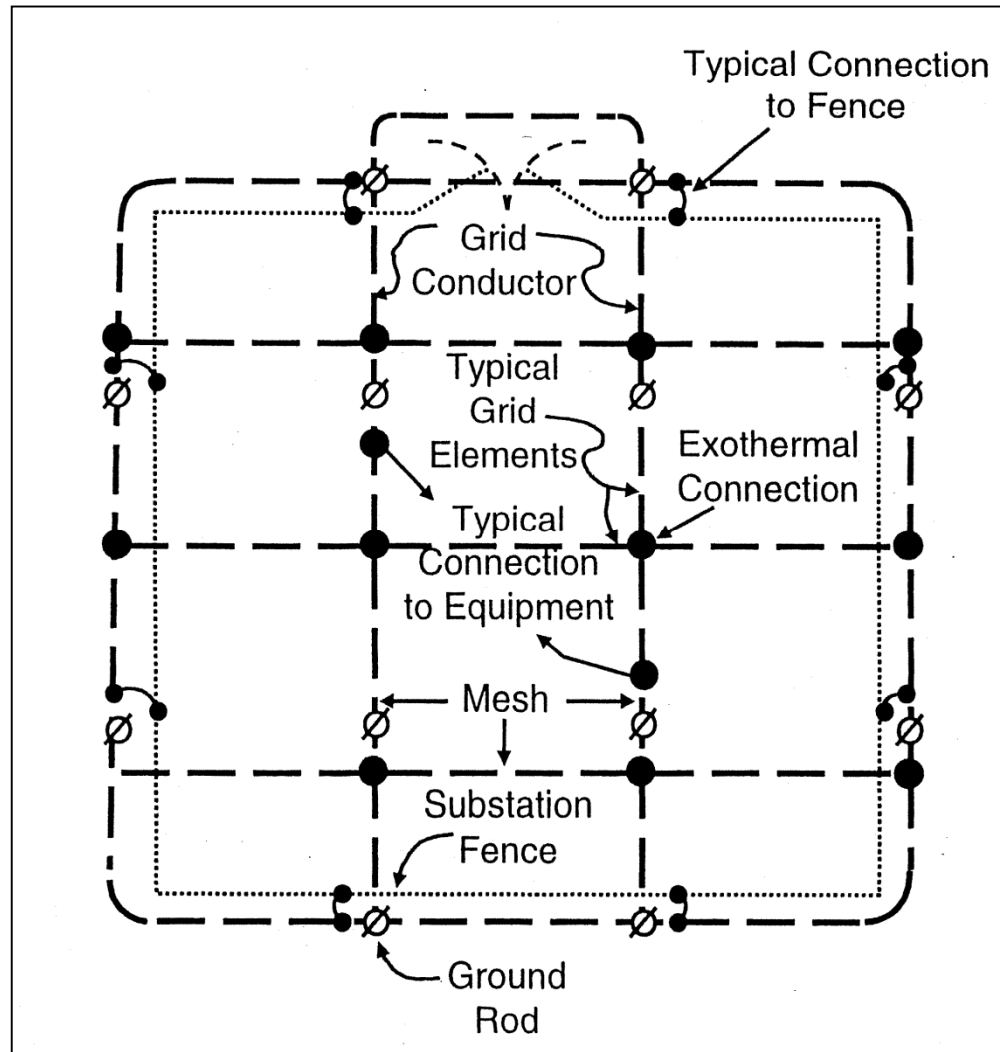 Typical Connection
to Fence
Grid
Conductor
Typical
Grid
Elements
Exothermal
Connection
Typical
Connection
to Equipment
Mesh
Substation
Fence
Ground
Rod